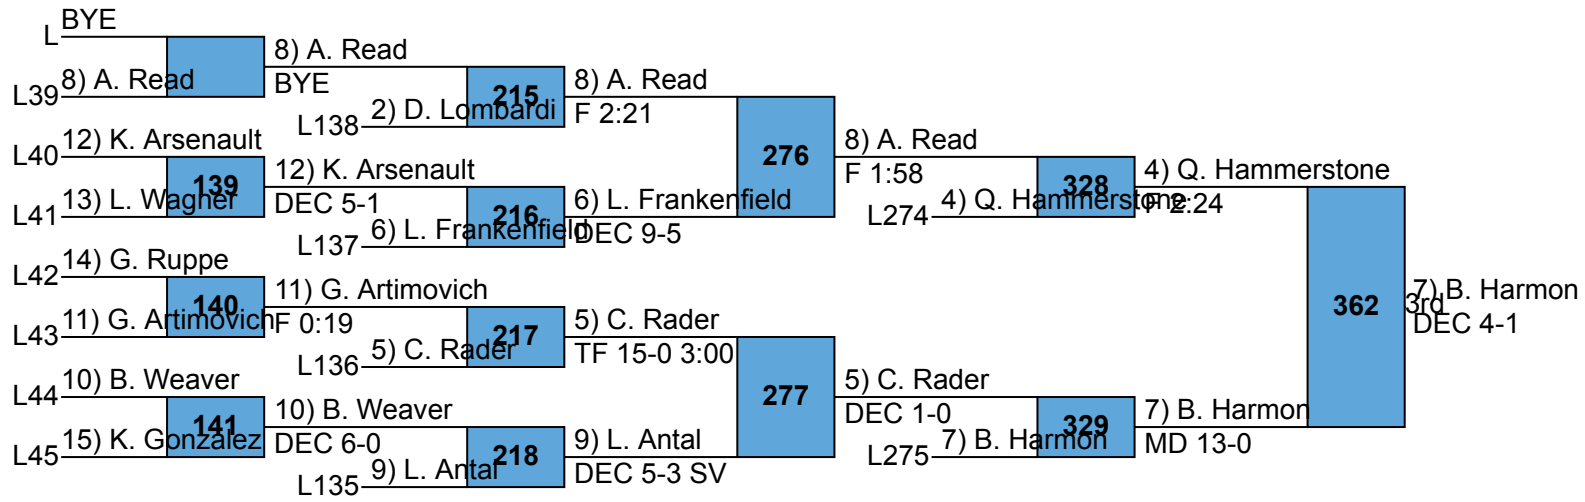 BYE
L
8) A. Read
L39
8) A. Read
BYE
215
L138
2) D. Lombardi
8) A. Read
F 2:21
12) K. Arsenault
L40
139
13) L. Wagner
L41
12) K. Arsenault
DEC 5-1
216
6) L. Frankenfield
L137
6) L. Frankenfield
DEC 9-5
276
8) A. Read
F 1:58
328
4) Q. Hammerstone
L274
4) Q. Hammerstone
F 2:24
14) G. Ruppe
L42
140
11) G. Artimovich
L43
11) G. Artimovich
F 0:19
217
5) C. Rader
L136
5) C. Rader
TF 15-0 3:00
10) B. Weaver
L44
141
15) K. Gonzalez
L45
10) B. Weaver
DEC 6-0
218
9) L. Antal
L135
9) L. Antal
DEC 5-3 SV
277
5) C. Rader
DEC 1-0
329
7) B. Harmon
L275
7) B. Harmon
MD 13-0
362
3rd
7) B. Harmon
DEC 4-1